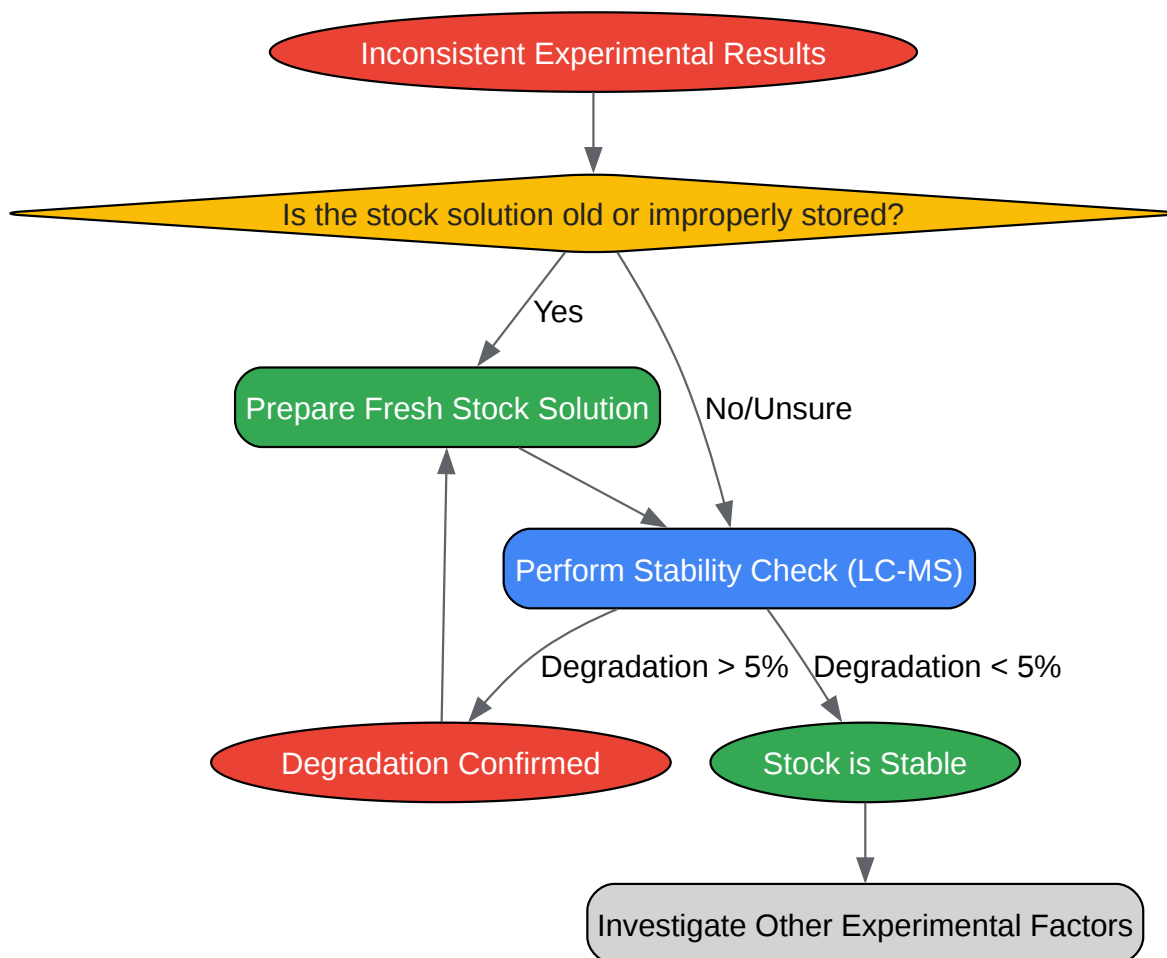 Inconsistent Experimental Results
Is the stock solution old or improperly stored?
Yes
Prepare Fresh Stock Solution
No/Unsure
Perform Stability Check (LC-MS)
Degradation > 5%
Degradation < 5%
Degradation Confirmed
Stock is Stable
Investigate Other Experimental Factors